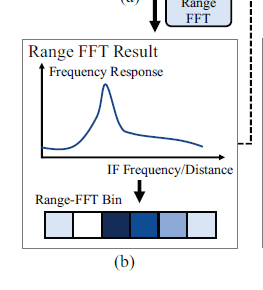 (a)
Range
FFT
Range FFT Result
Frequency Response
IF Frequency/Distance
Range-FFT Bin
(b)